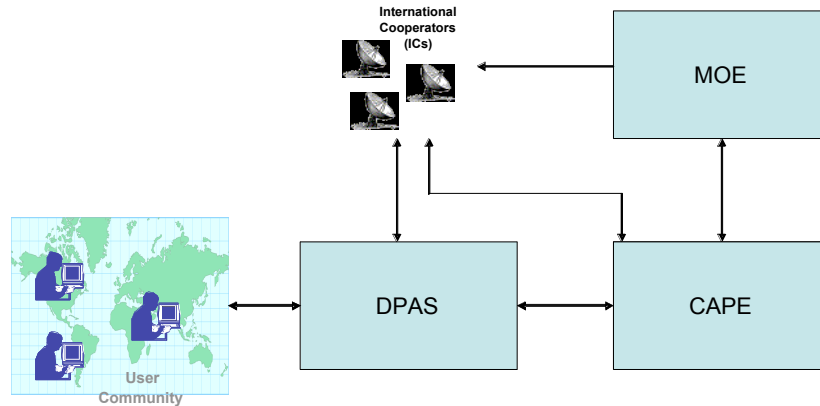 International
Cooperators
(ICs)
MOE
DPAS
CAPE
User
Community